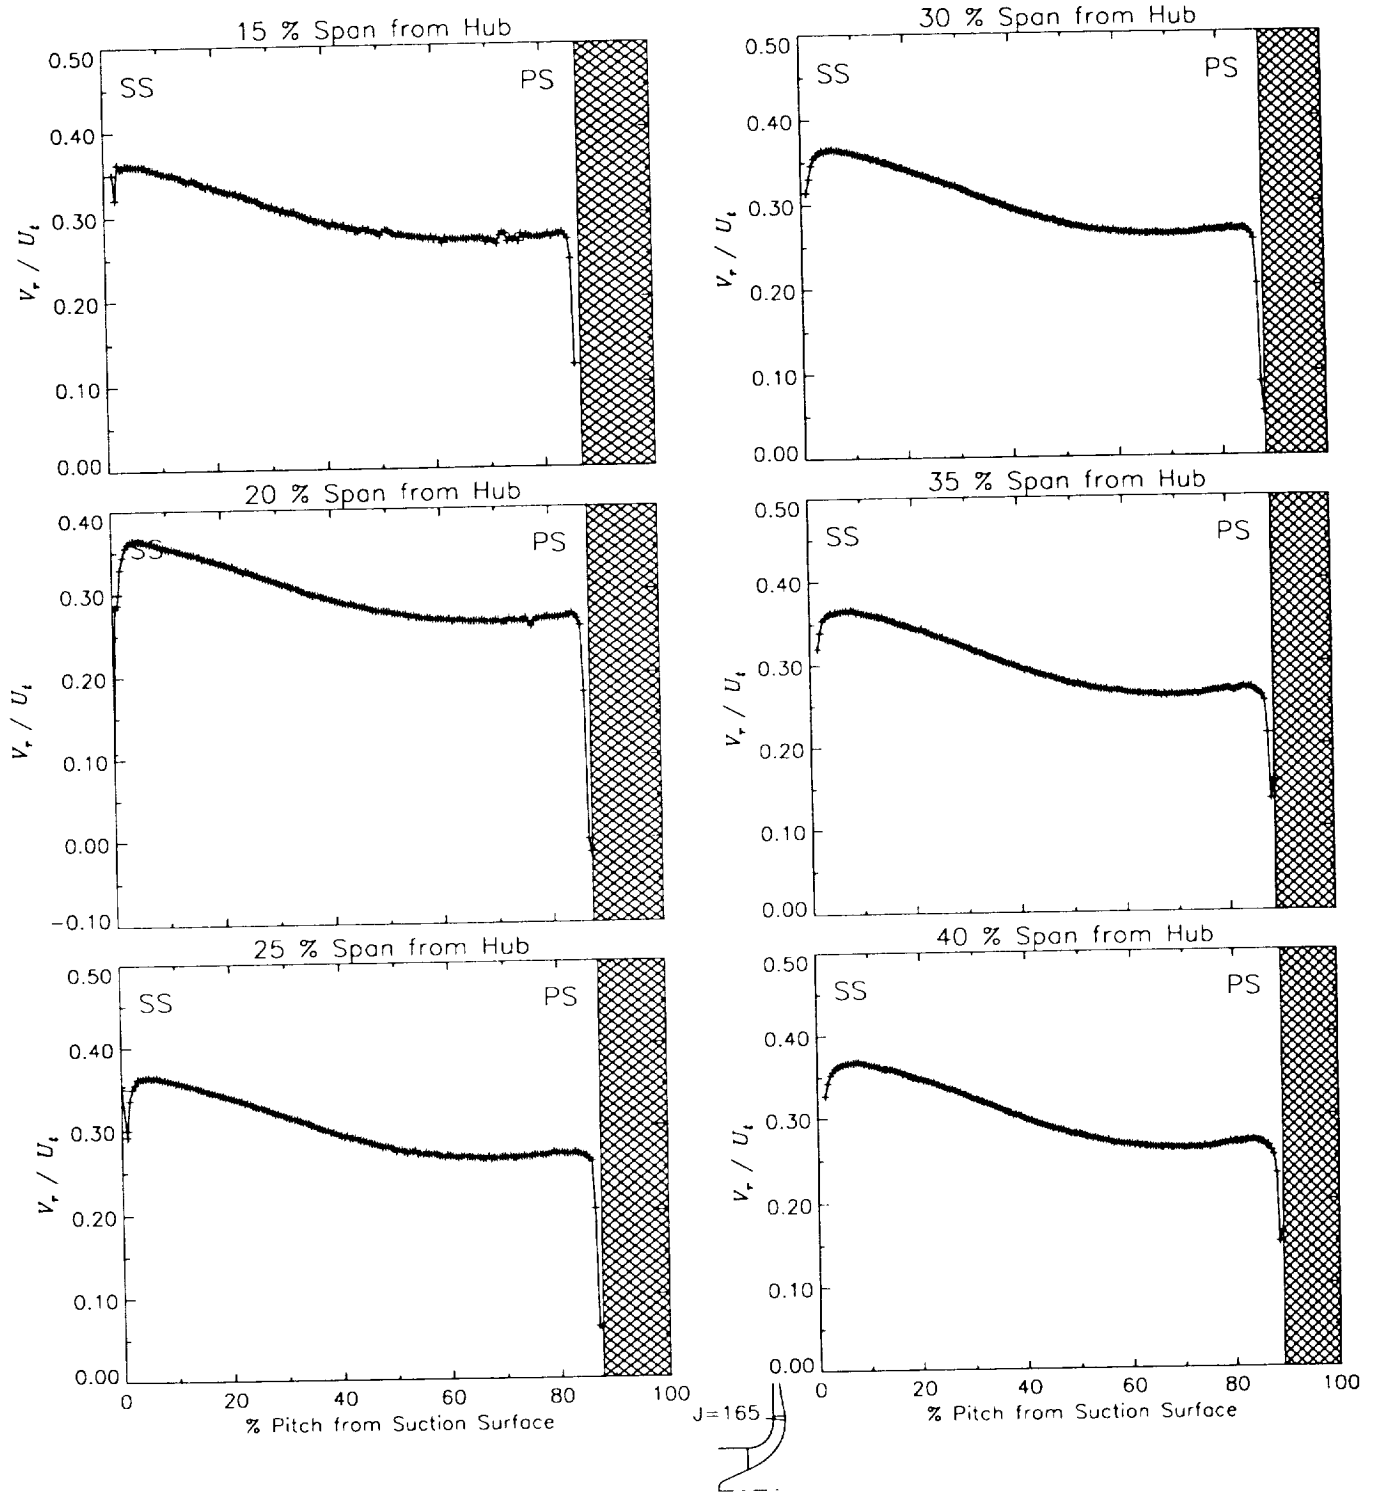 15 % Span from Hub
0.50
SS
PS
0.40
0.30
0.20
0.10
0.00
V_r / U_t
20 % Span from Hub
0.40
SS
PS
0.30
0.20
0.10
0.00
-0.10
V_r / U_t
25 % Span from Hub
0.50
SS
PS
0.40
0.30
0.20
0.10
0.00
V_r / U_t
0 20 40 60 80 100
% Pitch from Suction Surface
30 % Span from Hub
0.50
SS
PS
0.40
0.30
0.20
0.10
0.00
V_r / U_t
35 % Span from Hub
0.50
SS
PS
0.40
0.30
0.20
0.10
0.00
V_r / U_t
40 % Span from Hub
0.50
SS
PS
0.40
0.30
0.20
0.10
0.00
V_r / U_t
0 20 40 60 80 100
% Pitch from Suction Surface
J=165